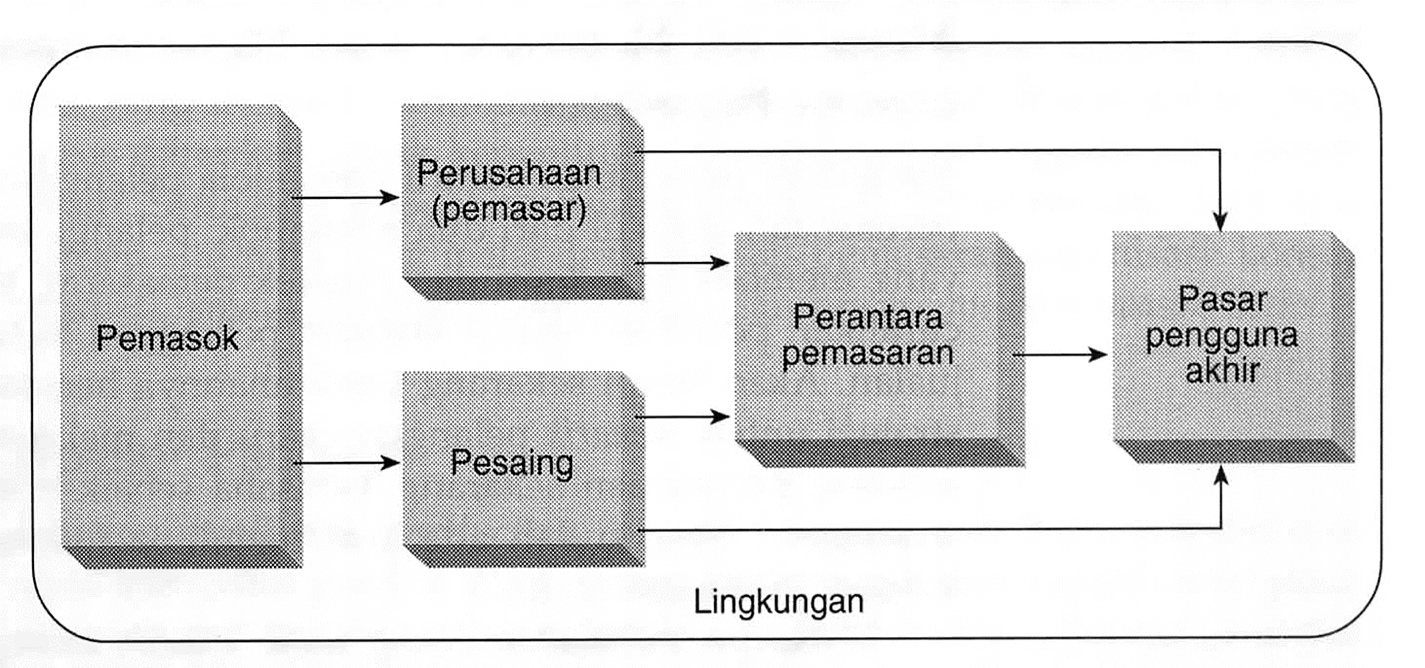 Pemasok
Perusahaan
(pemasar)
Pesaing
Perantara
pemasaran
Pasar
pengguna
akhir
Lingkungan